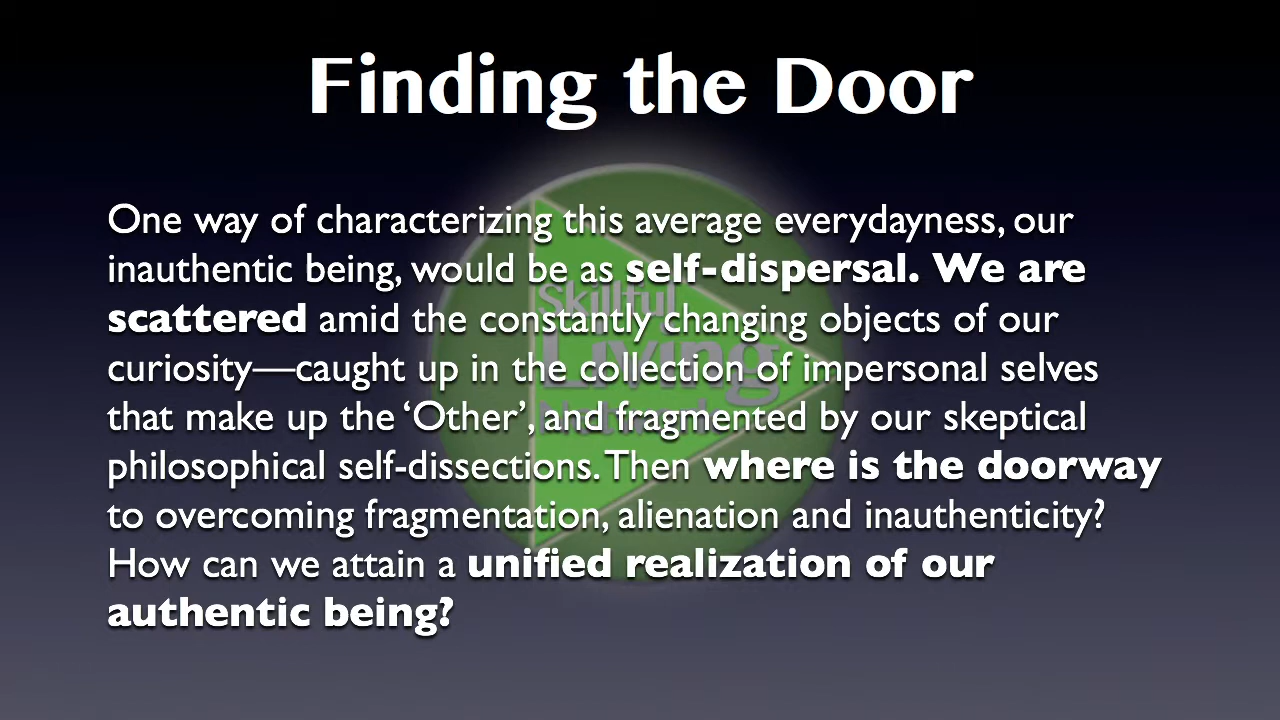 Finding the Door
One way of characterizing this average everydayness, our
inauthentic being, would be as self-dispersal. We are
scattered amid the constantly changing objects of our
curiosity—caught up in the collection of impersonal selves
that make up the ‘Other’, and fragmented by our skeptical
philosophical self-dissections. Then where is the doorway
to overcoming fragmentation, alienation and inauthenticity?
How can we attain a unified realization of our
authentic being?
Skillful
Living
Network